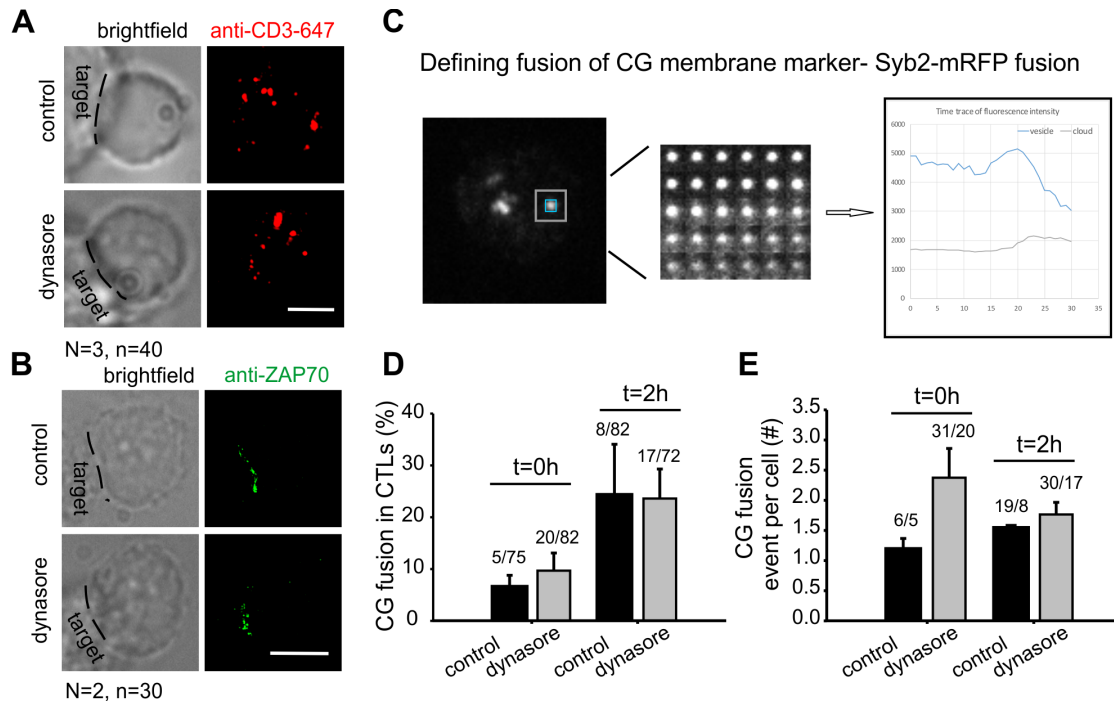 A
brightfield
anti-CD3-647
control
target
dynasore
target
N=3, n=40
B
brightfield
anti-ZAP70
control
target
dynasore
target
N=2, n=30
C
Defining fusion of CG membrane marker- Syb2-mRFP fusion
Time trace of fluorescence intensity
vesicle
cloud
6000
5000
4000
3000
2000
1000
0
0 5 10 15 20 25 30 35
D
CG fusion in CTLs (%)
40
30
20
10
0
t=0h
t=2h
5/75
20/82
8/82
17/72
control
dynasore
control
dynasore
E
CG fusion
event per cell (#)
3.5
3.0
2.5
2.0
1.5
1.0
0.5
0
t=0h
t=2h
6/5
31/20
19/8
30/17
control
dynasore
control
dynasore